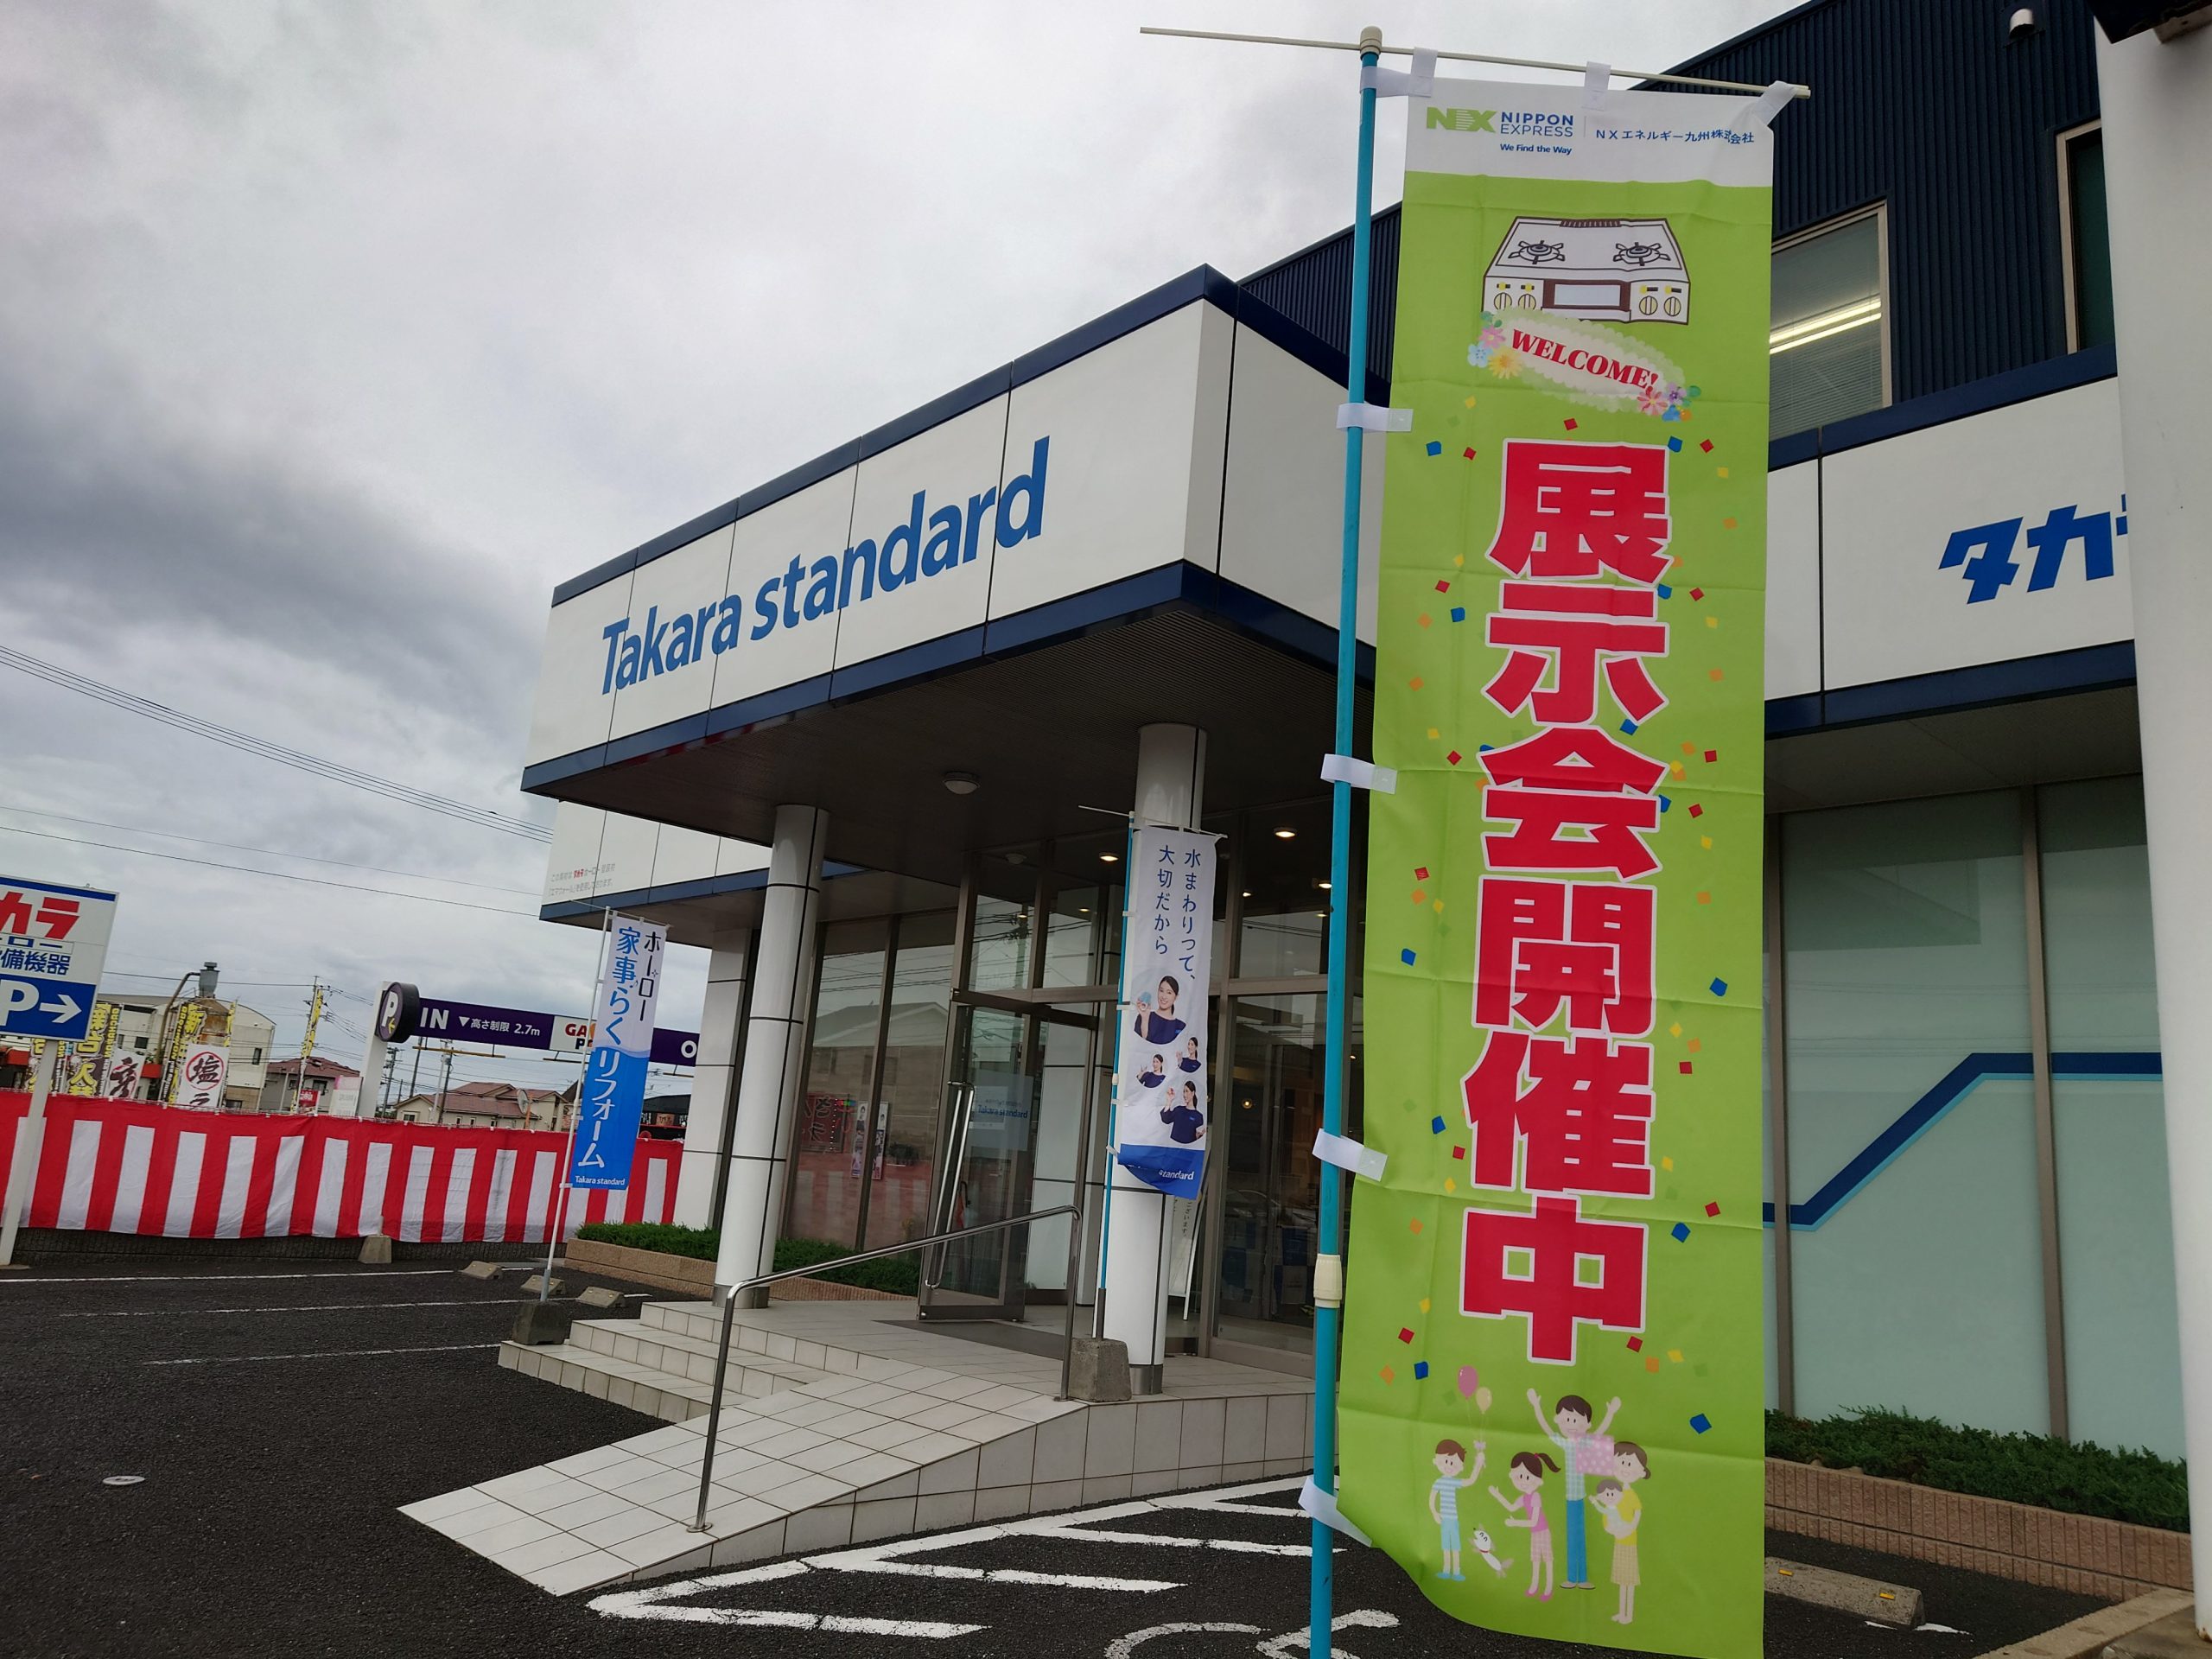 NX NIPPON EXPRESS
We Find the Way
NXエネルギー九州株式会社
WELCOME!
展示会開催中
Takara standard
タカ
水まわりって、
大切だから
standard
ホーロー
家事らくリフォーム
Takara standard
カラ
ーロー
備機器
P→
P
IN ▼高さ制限 2.7m
塩